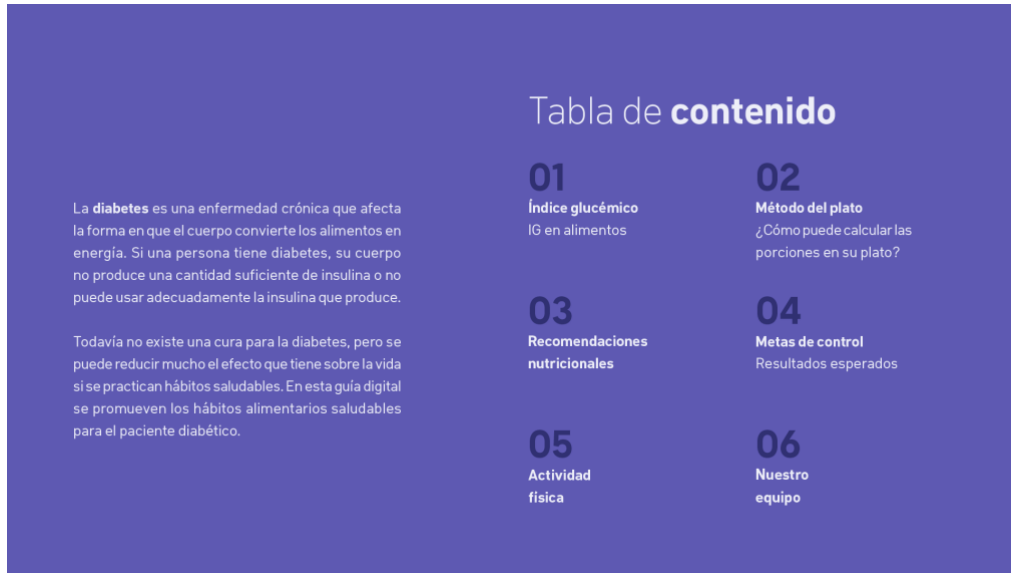 La diabetes es una enfermedad crónica que afecta
la forma en que el cuerpo convierte los alimentos en
energía. Si una persona tiene diabetes, su cuerpo
no produce una cantidad suficiente de insulina o no
puede usar adecuadamente la insulina que produce.
Todavía no existe una cura para la diabetes, pero se
puede reducir mucho el efecto que tiene sobre la vida
si se practican hábitos saludables. En esta guía digital
se promueven los hábitos alimentarios saludables
para el paciente diabético.
Tabla de contenido
01
Índice glucémico
IG en alimentos
02
Método del plato
¿Cómo puede calcular las
porciones en su plato?
03
Recomendaciones
nutricionales
04
Metas de control
Resultados esperados
05
Actividad
fisica
06
Nuestro
equipo